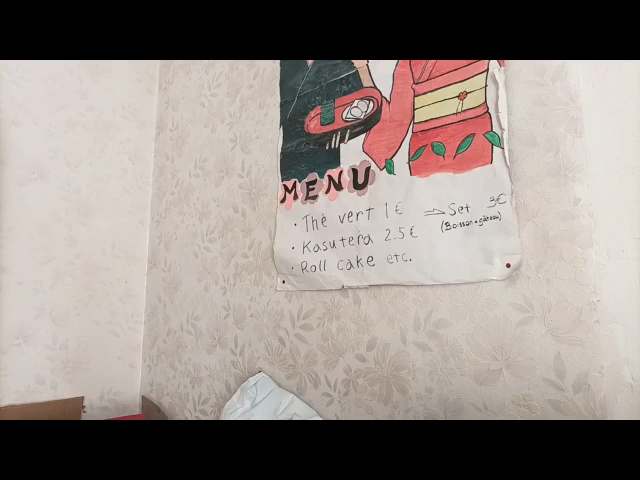 MENU
• Thé vert 1€ ⇒ Set 3€
• Kasutera 2.5€ (Boisson+gâteau)
• Roll cake etc.